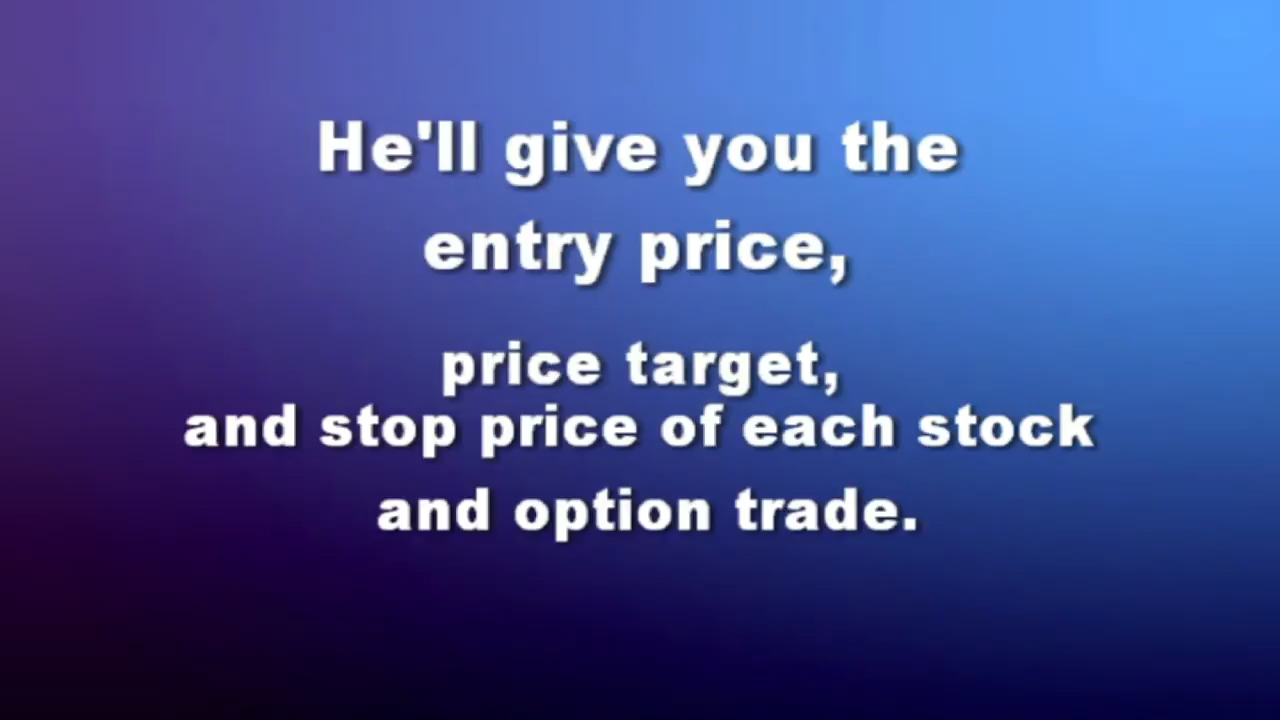 He'll give you the
entry price,
price target,
and stop price of each stock
and option trade.